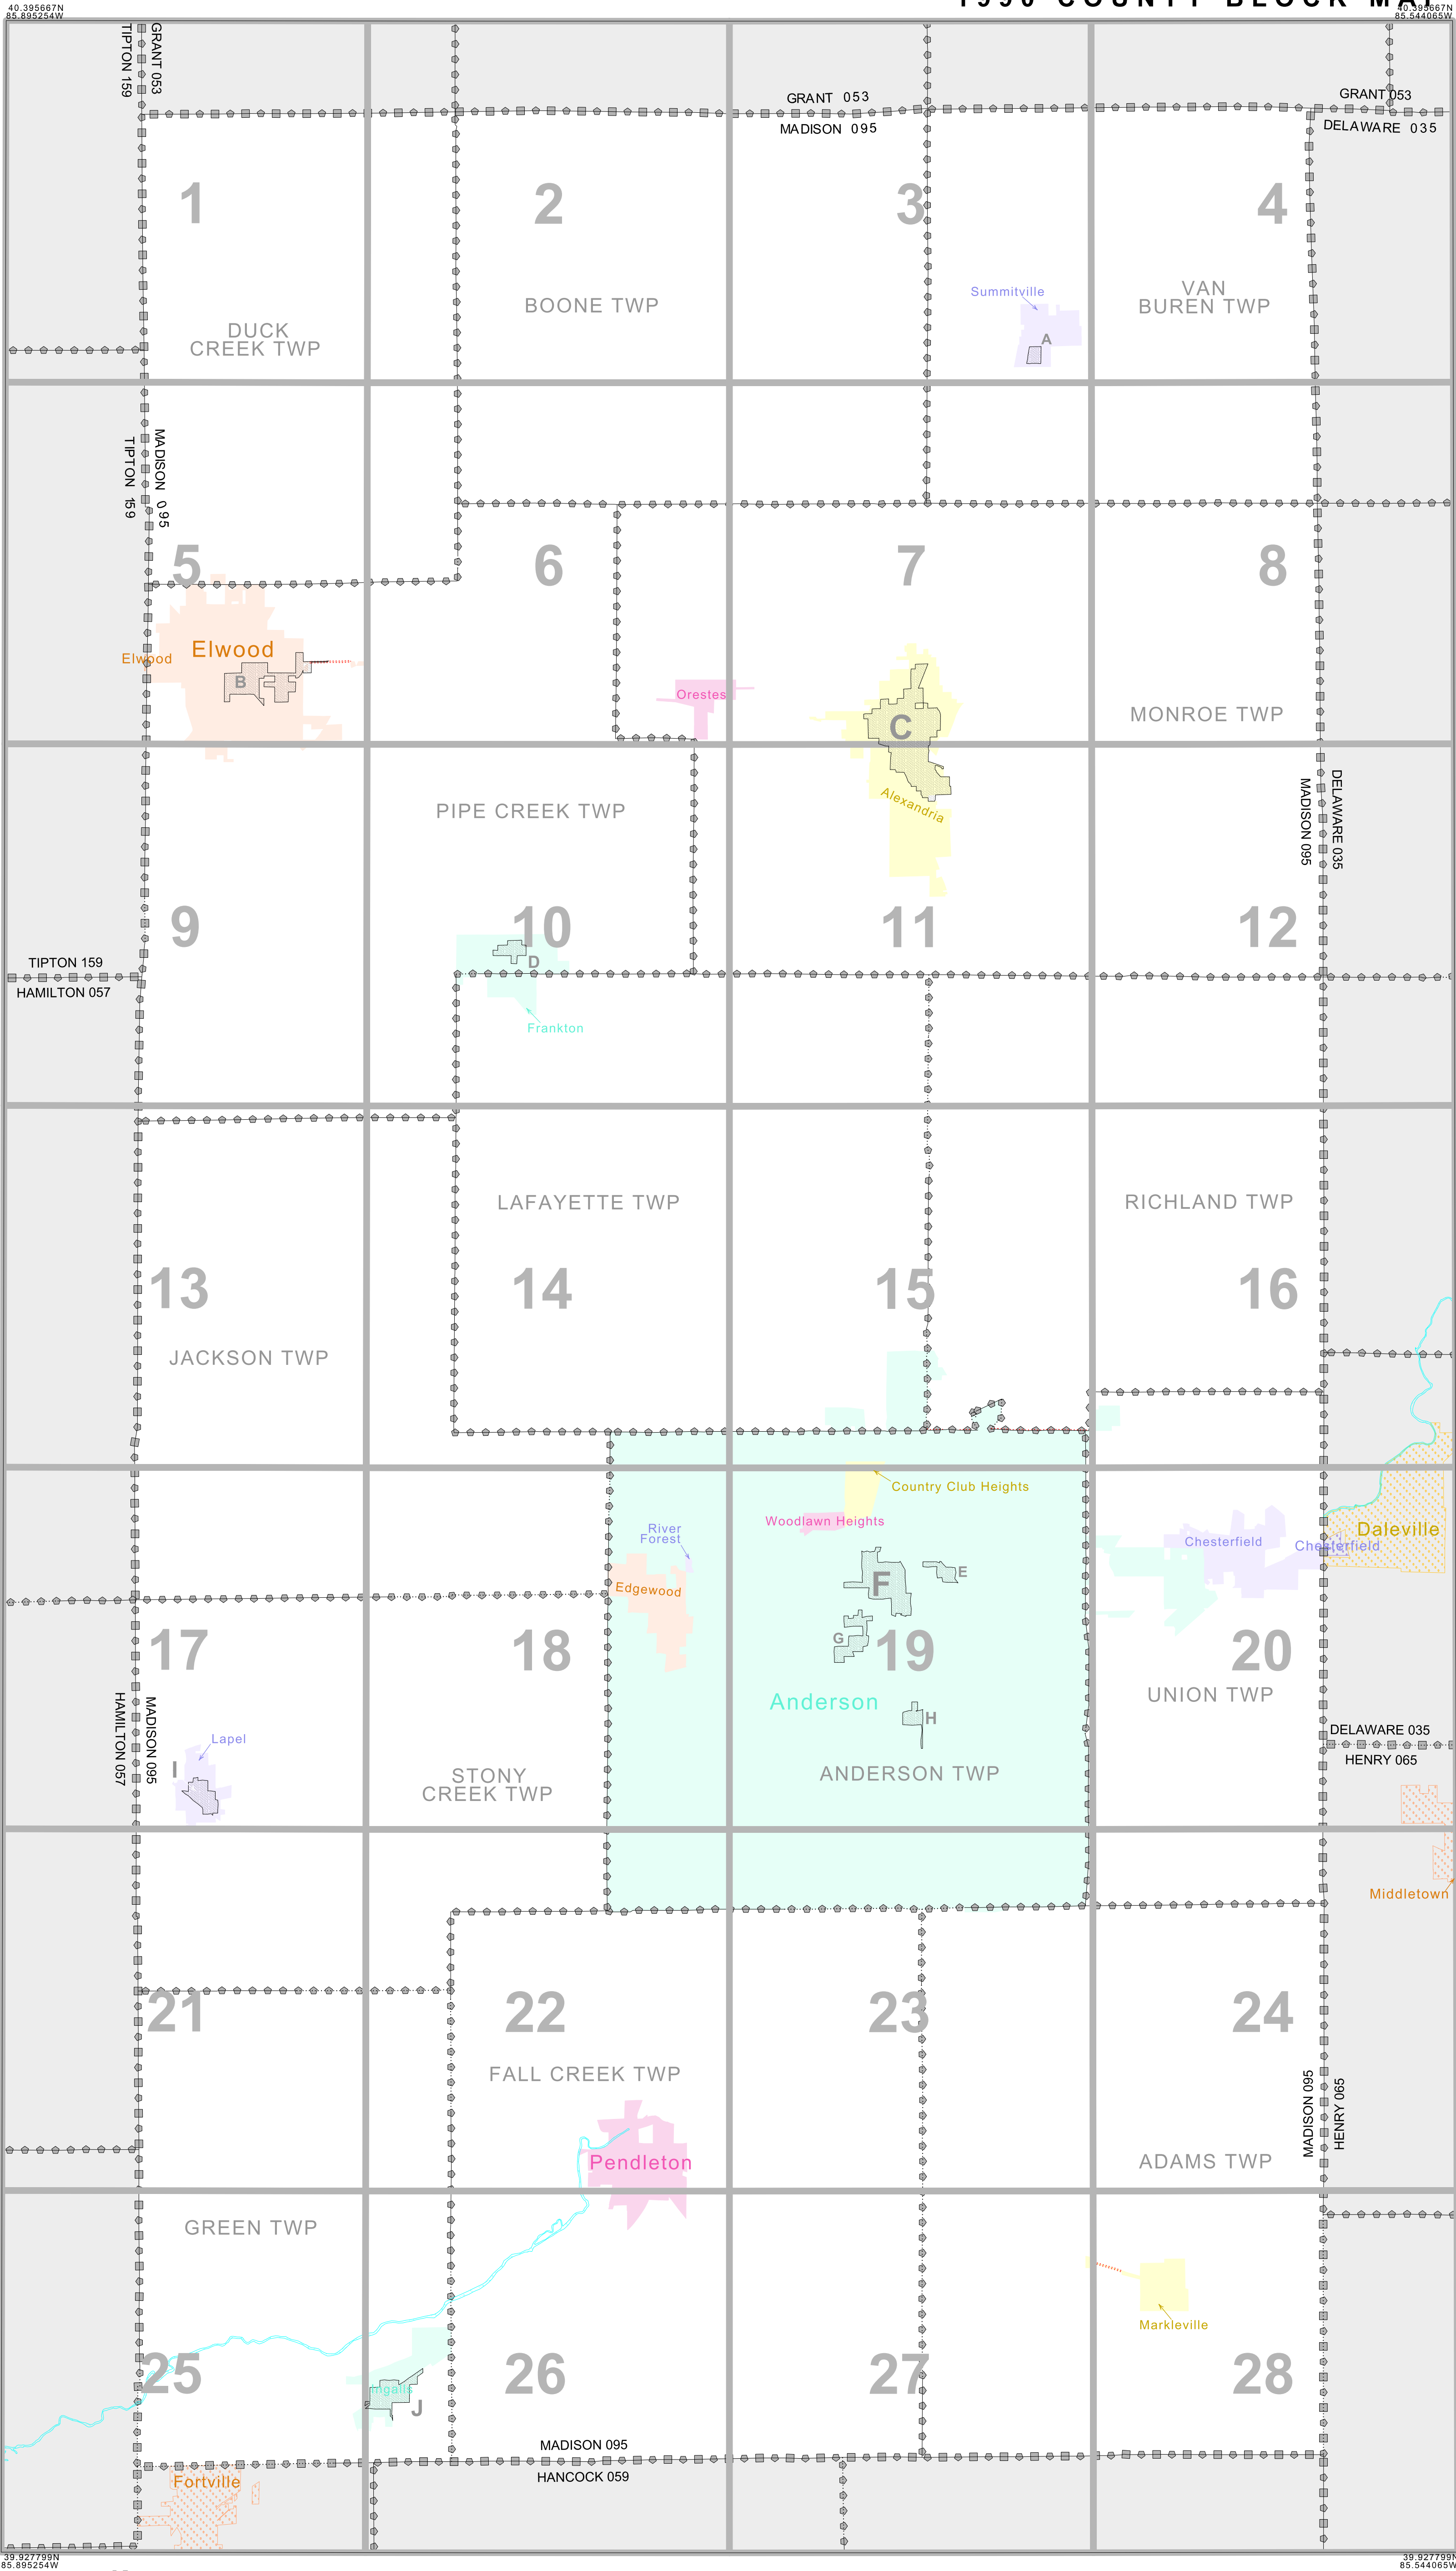 1990 COUNTY BLOCK MAP
40.395667N
85.895254W
40.395667N
85.544065W
TIPTON 159
GRANT 053
GRANT 053
MADISON 095
GRANT 053
DELAWARE 035
1
2
3
4
DUCK
CREEK TWP
BOONE TWP
Summitville
A
VAN
BUREN TWP
TIPTON 159
MADISON 095
5
6
7
8
Elwood
Elwood
B
Orestes
C
Alexandria
MONROE TWP
PIPE CREEK TWP
MADISON 095
DELAWARE 035
9
10
11
12
D
Frankton
TIPTON 159
HAMILTON 057
LAFAYETTE TWP
RICHLAND TWP
13
14
15
16
JACKSON TWP
Country Club Heights
Woodlawn Heights
River
Forest
Edgewood
Chesterfield
Chesterfield
Daleville
F
E
G
17
18
19
20
HAMILTON 057
MADISON 095
Anderson
H
UNION TWP
Lapel
I
STONY
CREEK TWP
ANDERSON TWP
DELAWARE 035
HENRY 065
Middletown
21
22
23
24
FALL CREEK TWP
Pendleton
MADISON 095
HENRY 065
ADAMS TWP
GREEN TWP
Markleville
25
26
27
28
Ingalls
J
MADISON 095
HANCOCK 059
Fortville
39.927799N
85.895254W
39.927799N
85.544065W